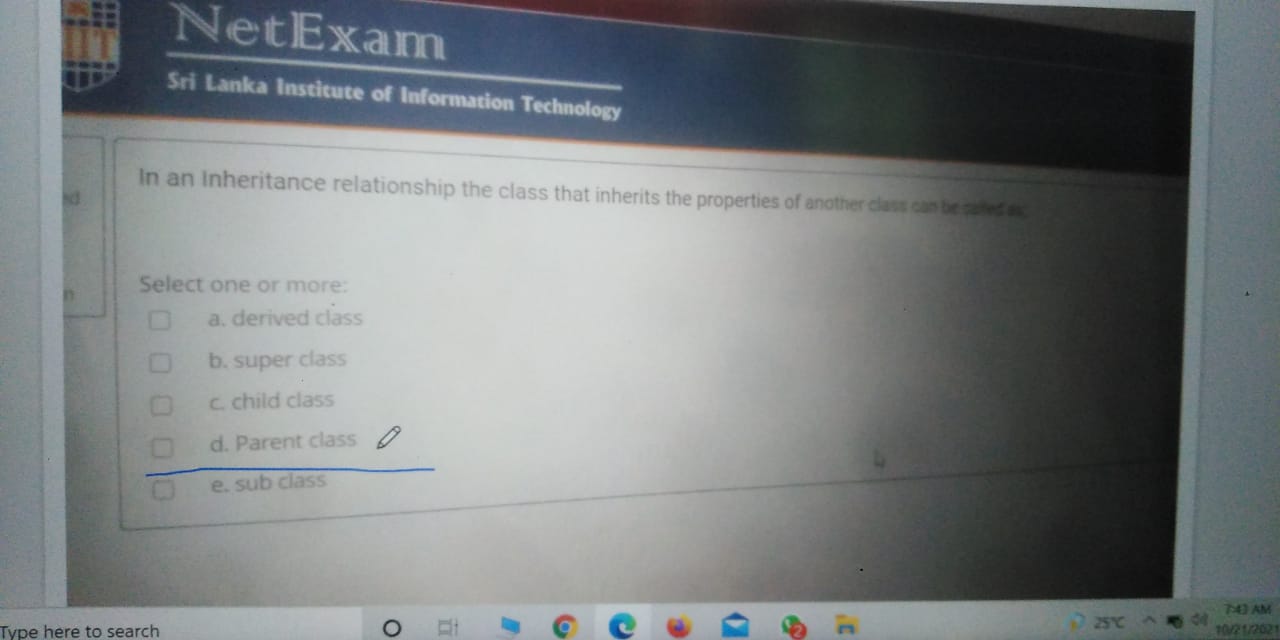 NetExam
Sri Lanka Institute of Information Technology
In an Inheritance relationship the class that inherits the properties of another class can be called as:
Select one or more:
a. derived class
b. super class
c. child class
d. Parent class
e. sub class
Type here to search
2
25°C
7:43 AM
10/21/2021